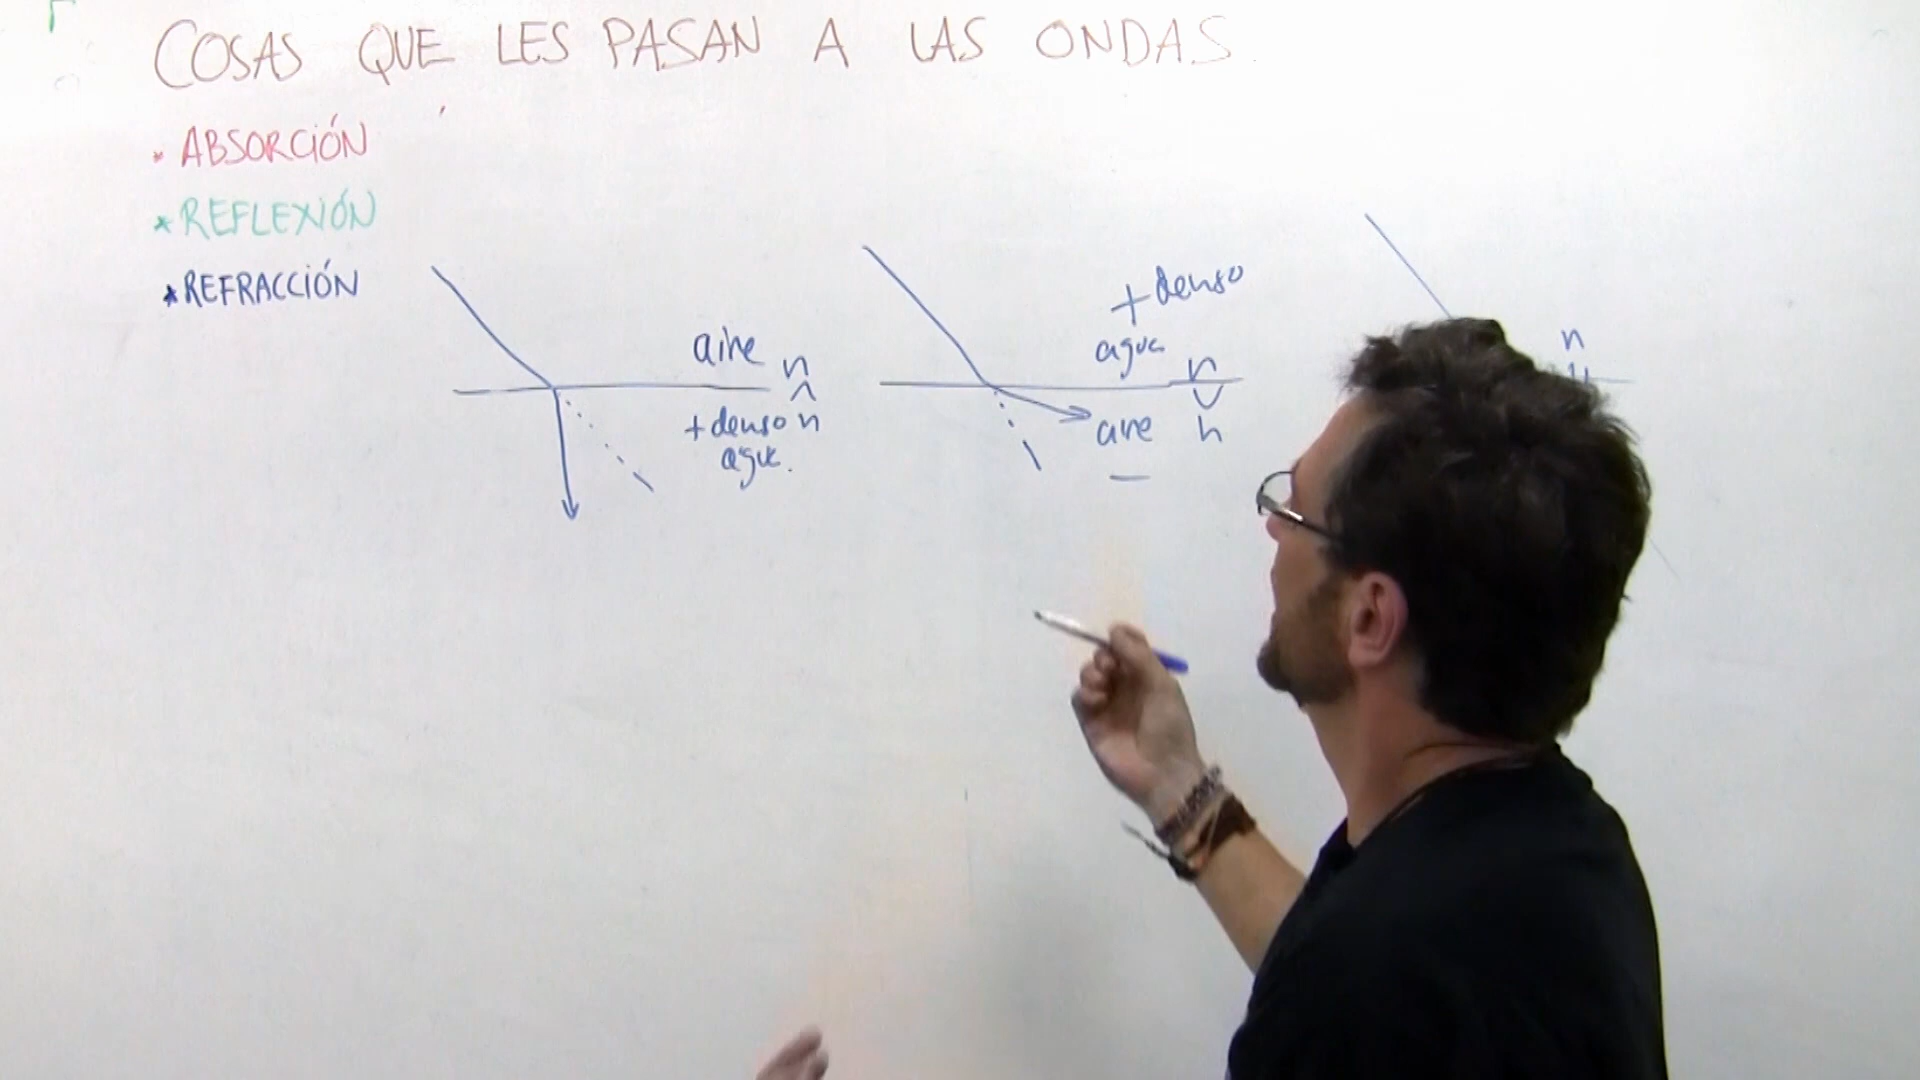 COSAS QUE LES PASAN A LAS ONDAS.
* ABSORCIÓN
* REFLEXIÓN
* REFRACCIÓN
aire n
^
+ denso n
agua.
+ denso
agua n
v
aire n
n